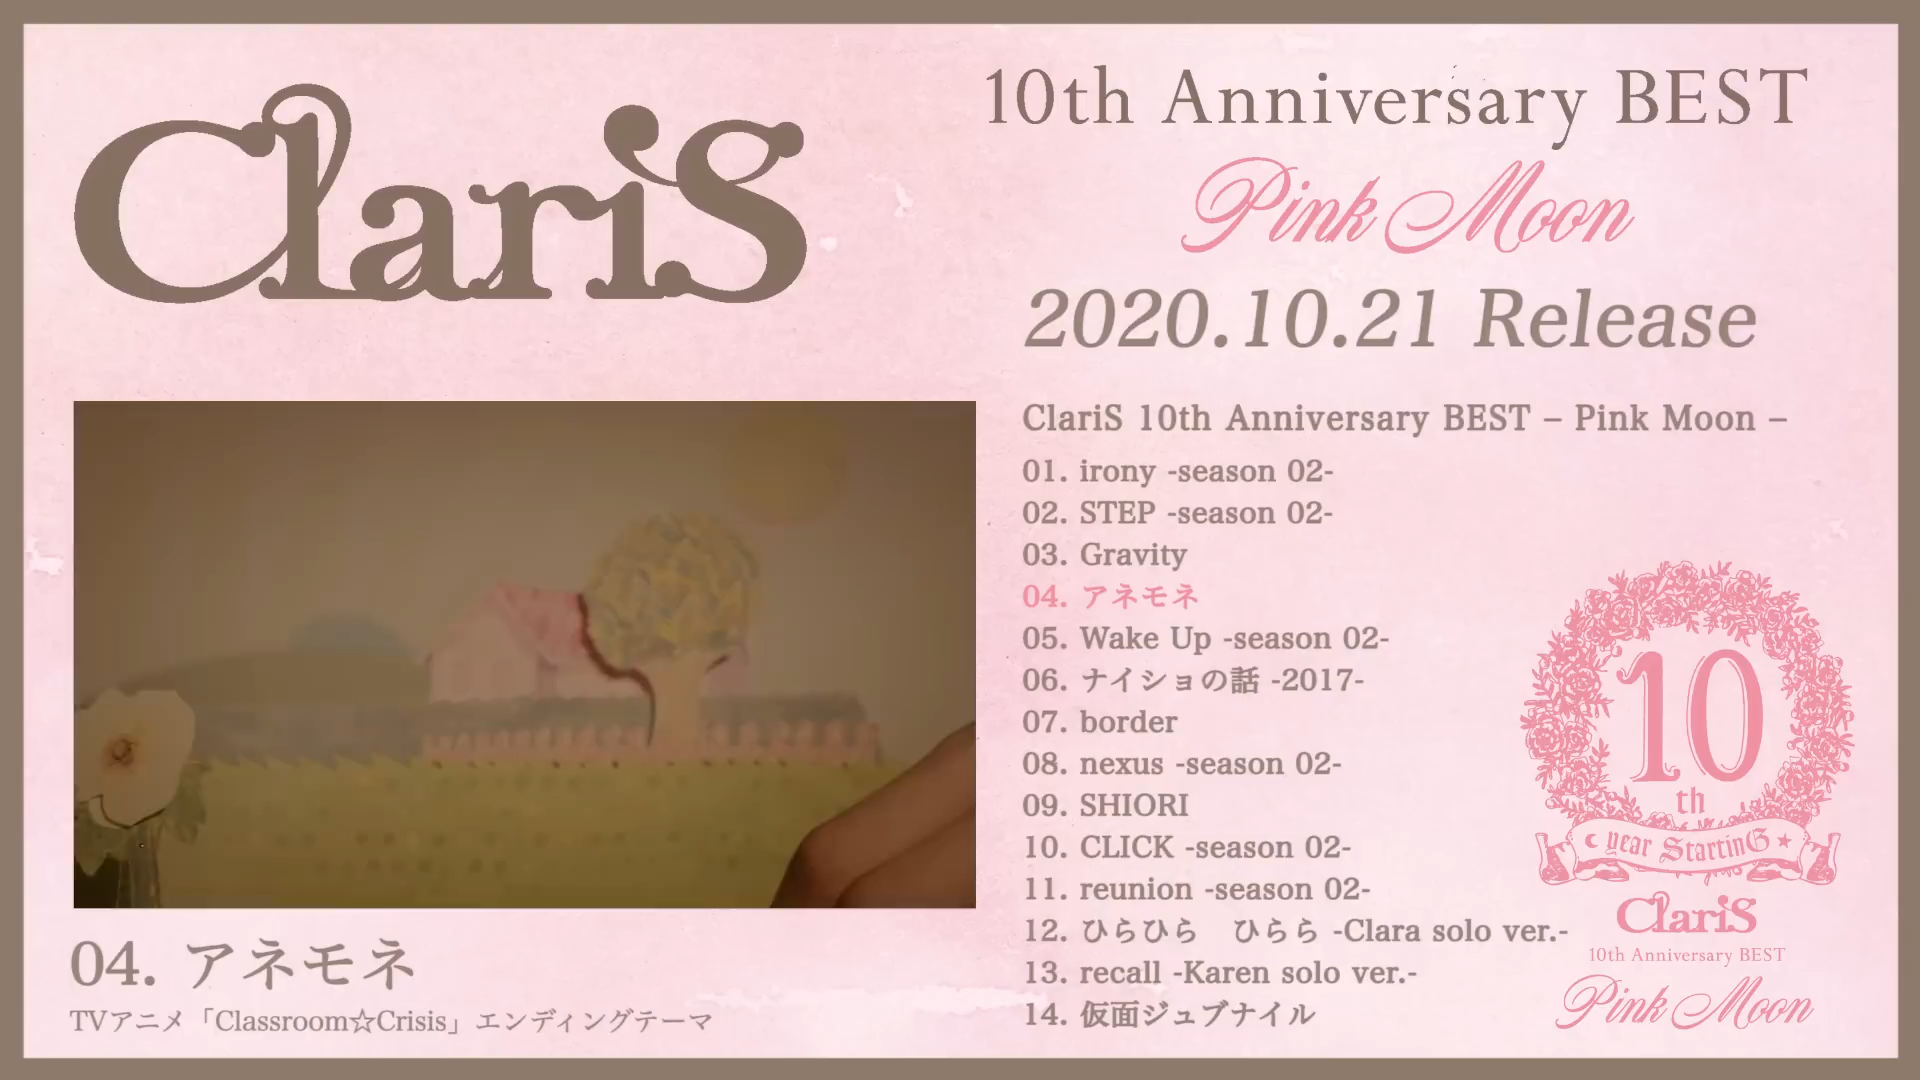 ClariS
10th Anniversary BEST
Pink Moon
2020.10.21 Release
ClariS 10th Anniversary BEST – Pink Moon –
01. irony -season 02-
02. STEP -season 02-
03. Gravity
04. アネモネ
05. Wake Up -season 02-
06. ナイショの話 -2017-
07. border
08. nexus -season 02-
09. SHIORI
10. CLICK -season 02-
11. reunion -season 02-
12. ひらひら　ひらら -Clara solo ver.-
13. recall -Karen solo ver.-
14. 仮面ジュブナイル
04. アネモネ
TVアニメ「Classroom☆Crisis」エンディングテーマ
10
th
year StartinG
ClariS
10th Anniversary BEST
Pink Moon